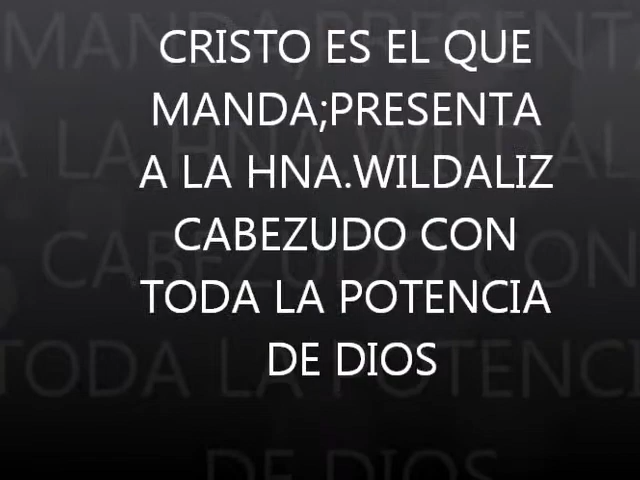 CRISTO ES EL QUE
MANDA;PRESENTA
A LA HNA.WILDALIZ
CABEZUDO CON
TODA LA POTENCIA
DE DIOS